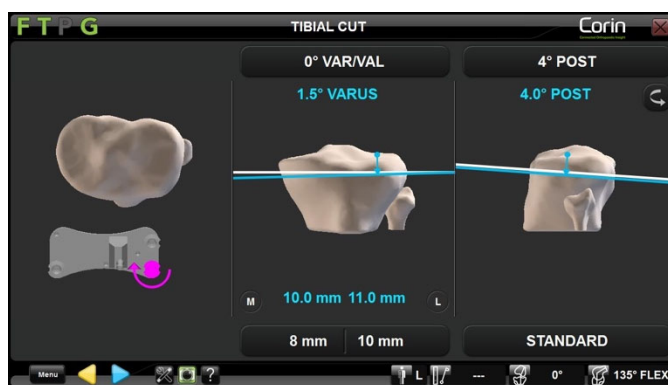 F T P G
TIBIAL CUT
Corin
0° VAR/VAL
4° POST
1.5° VARUS
4.0° POST
M
10.0 mm 11.0 mm
L
8 mm 10 mm
STANDARD
Menu
?
L
---
0°
135° FLEX